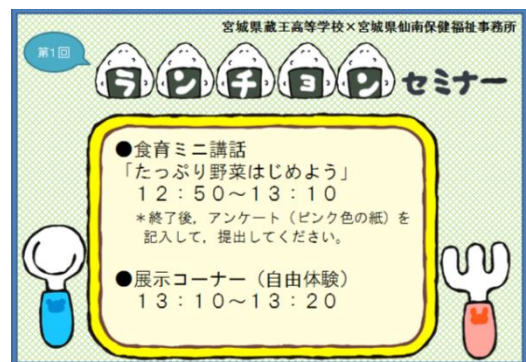 宮城県蔵王高等学校×宮城県仙南保健福祉事務所
第1回
ランチョンセミナー
●食育ミニ講話
「たっぷり野菜はじめよう」
１２：５０～１３：１０
＊終了後，アンケート（ピンク色の紙）を
記入して，提出してください。
●展示コーナー（自由体験）
１３：１０～１３：２０